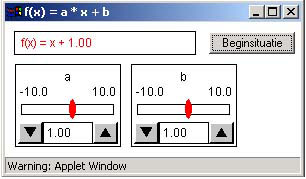 f(x) = a * x + b
f(x) = x + 1.00 Beginsituatie
a b
-10.0 10.0 -10.0 10.0
1.00 1.00
Warning: Applet Window